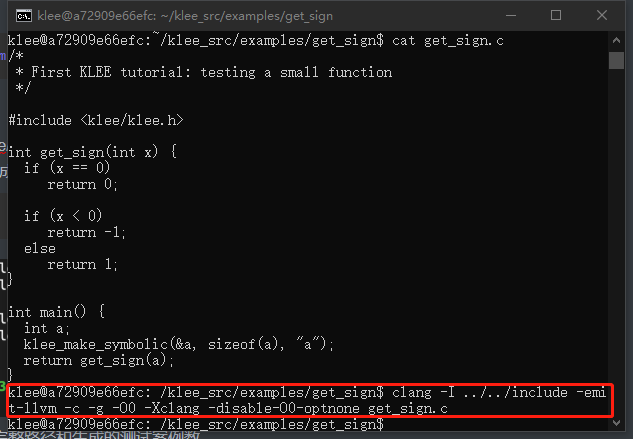 klee@a72909e66efc: ~/klee_src/examples/get_sign
klee@a72909e66efc:~/klee_src/examples/get_sign$ cat get_sign.c
/*
 * First KLEE tutorial: testing a small function
 */

#include <klee/klee.h>

int get_sign(int x) {
  if (x == 0)
     return 0;

  if (x < 0)
     return -1;
  else
     return 1;
}

int main() {
  int a;
  klee_make_symbolic(&a, sizeof(a), "a");
  return get_sign(a);
}
klee@a72909e66efc:~/klee_src/examples/get_sign$ clang -I ../../include -emi
t-llvm -c -g -O0 -Xclang -disable-O0-optnone get_sign.c
klee@a72909e66efc:~/klee_src/examples/get_sign$